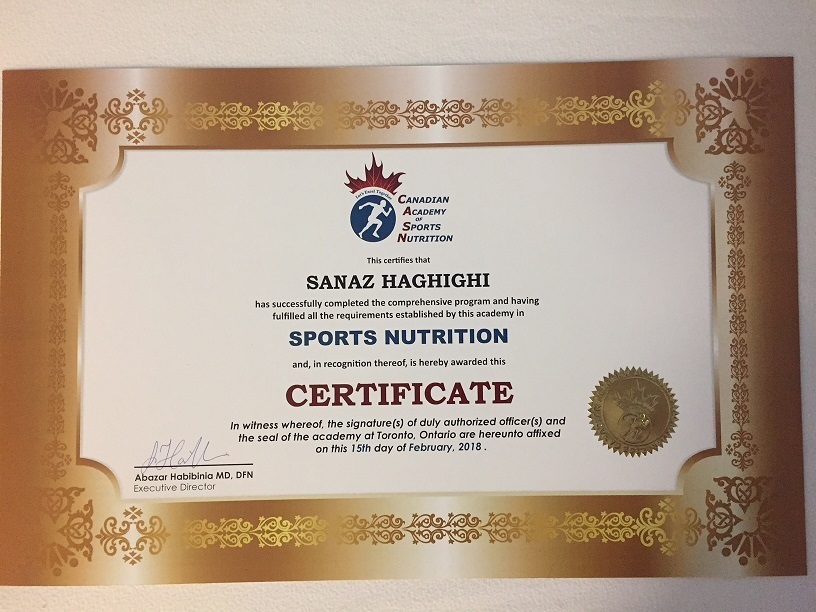 Let's Excel Together
CANADIAN
ACADEMY
OF
SPORTS
NUTRITION
This certifies that
SANAZ HAGHIGHI
has successfully completed the comprehensive program and having
fulfilled all the requirements established by this academy in
SPORTS NUTRITION
and, in recognition thereof, is hereby awarded this
CERTIFICATE
In witness whereof, the signature(s) of duly authorized officer(s) and
the seal of the academy at Toronto, Ontario are hereunto affixed
on this 15th day of February, 2018 .
Abazar Habibinia MD, DFN
Executive Director